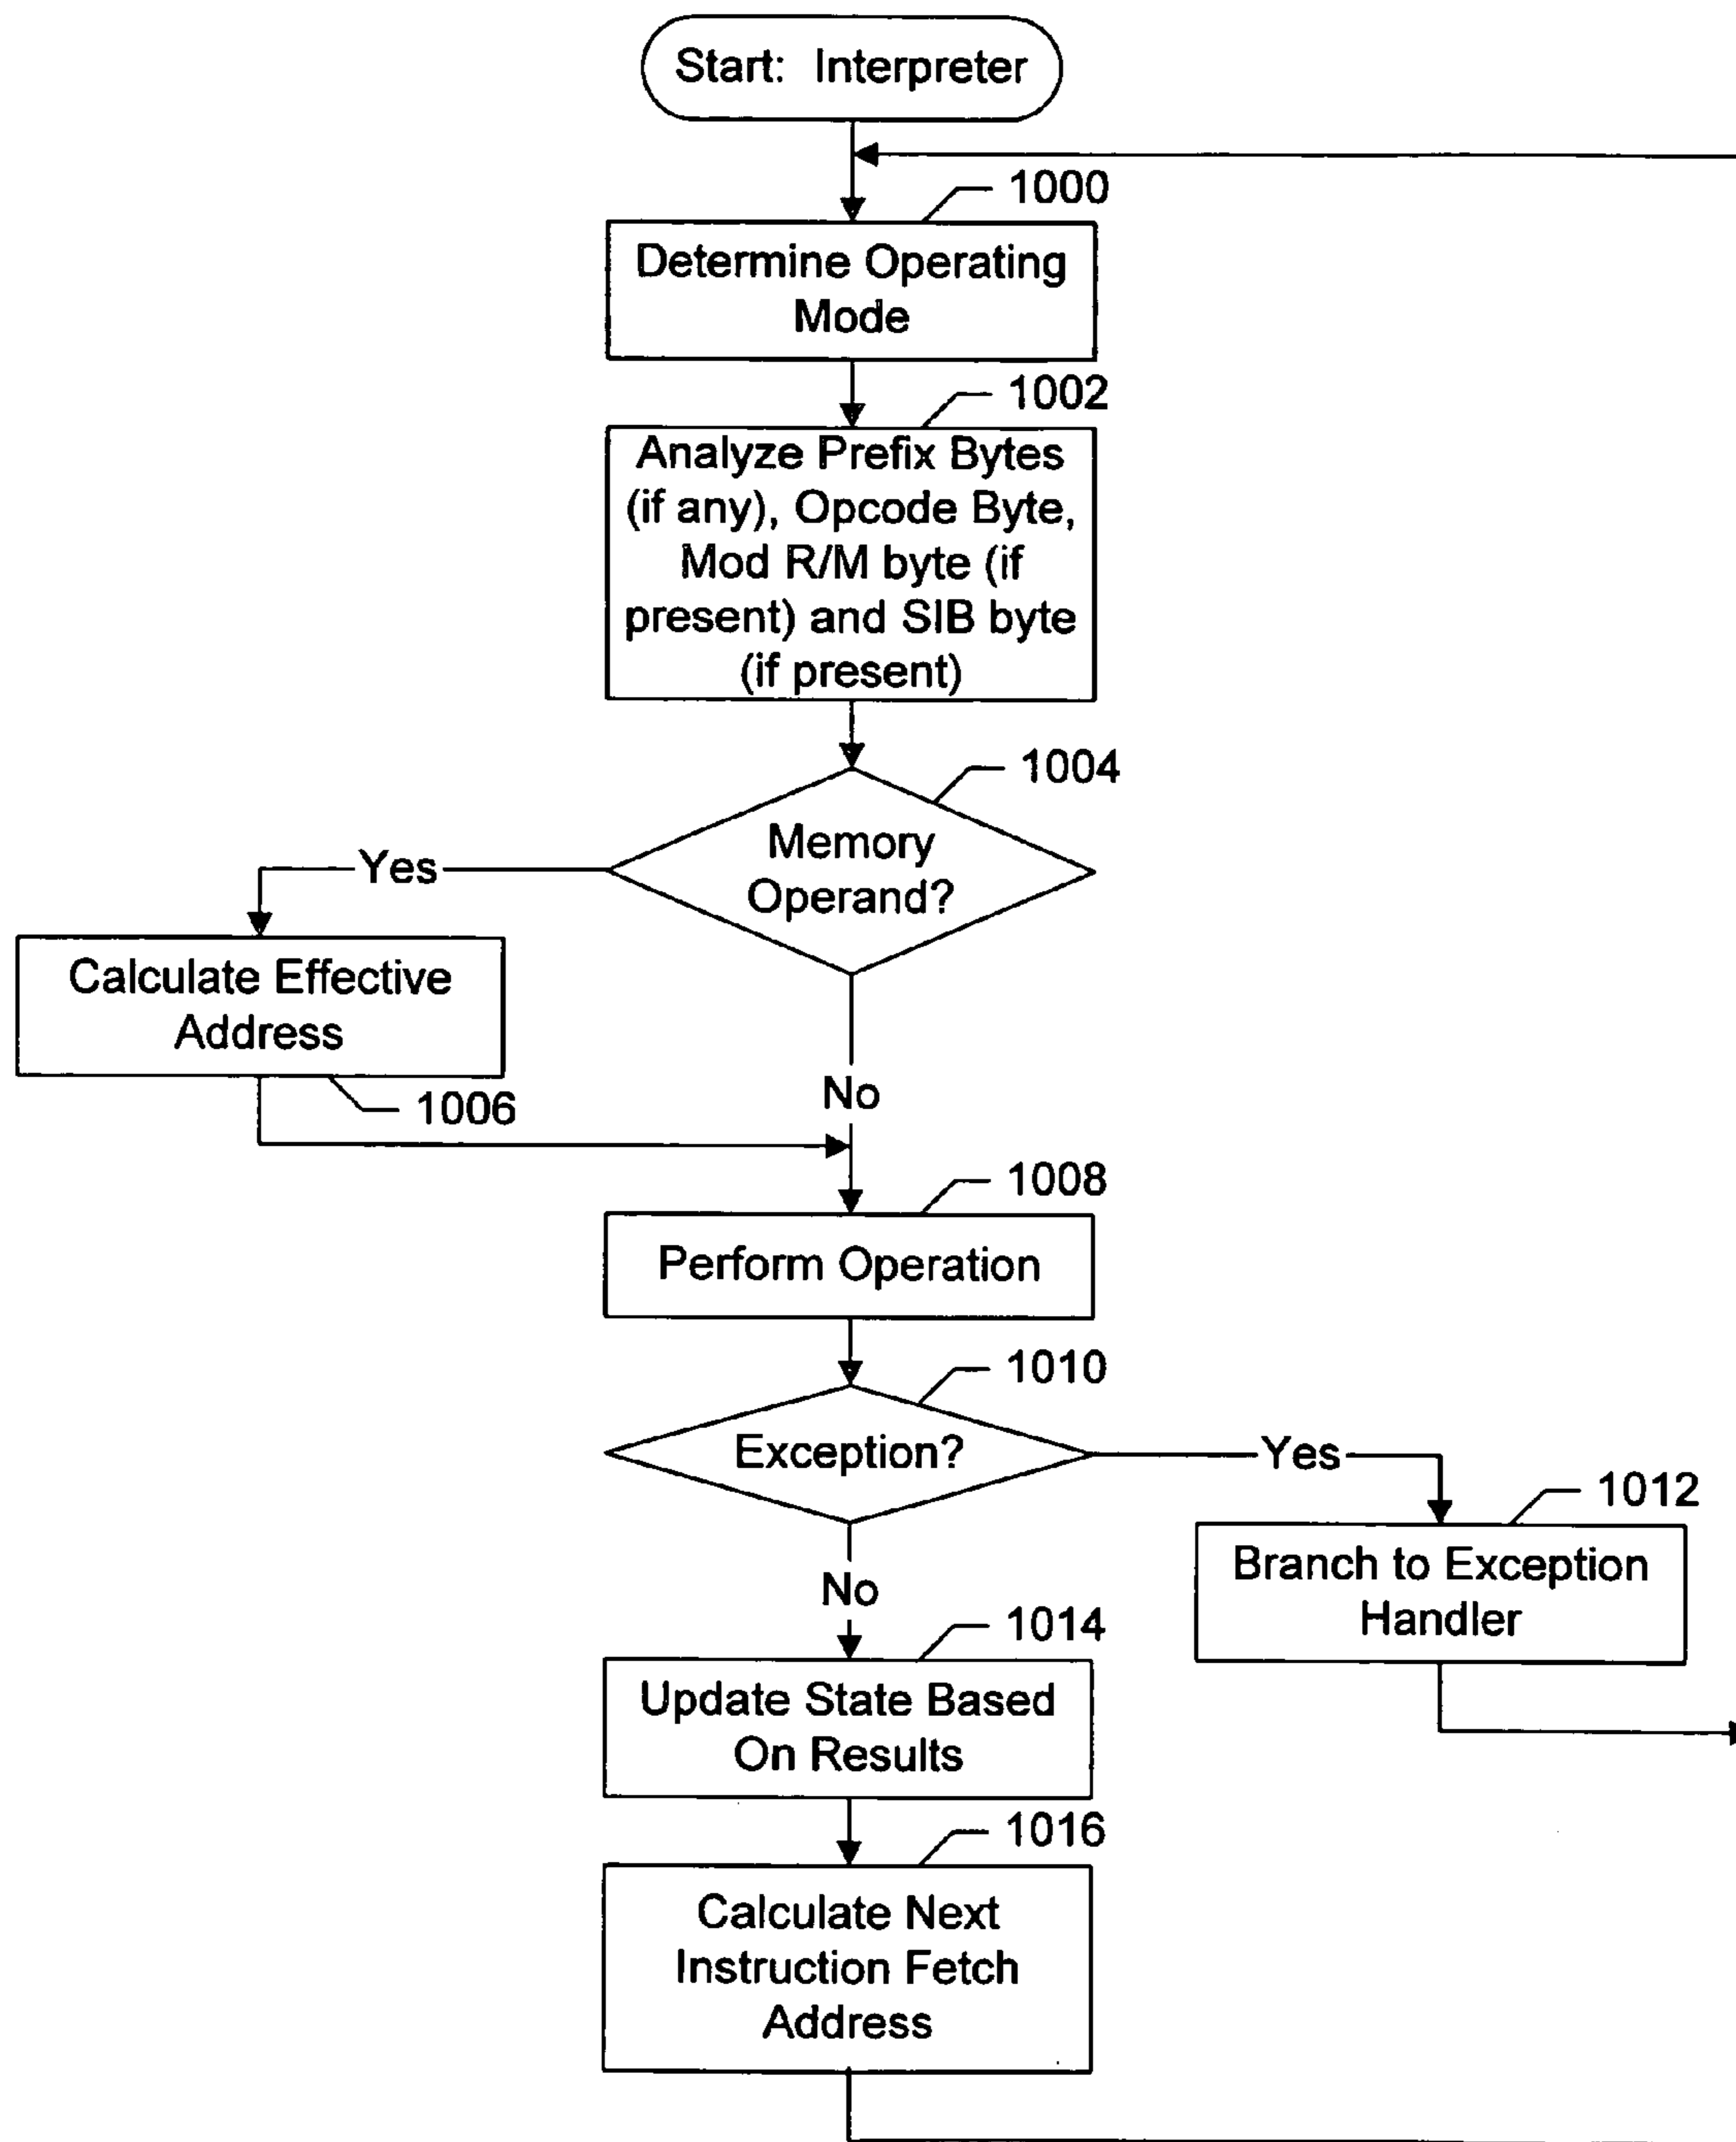 Start: Interpreter
1000
Determine Operating
Mode
1002
Analyze Prefix Bytes
(if any), Opcode Byte,
Mod R/M byte (if
present) and SIB byte
(if present)
1004
Memory
Operand?
Yes
Calculate Effective
Address
1006
No
1008
Perform Operation
1010
Exception?
Yes
1012
Branch to Exception
Handler
No
1014
Update State Based
On Results
1016
Calculate Next
Instruction Fetch
Address